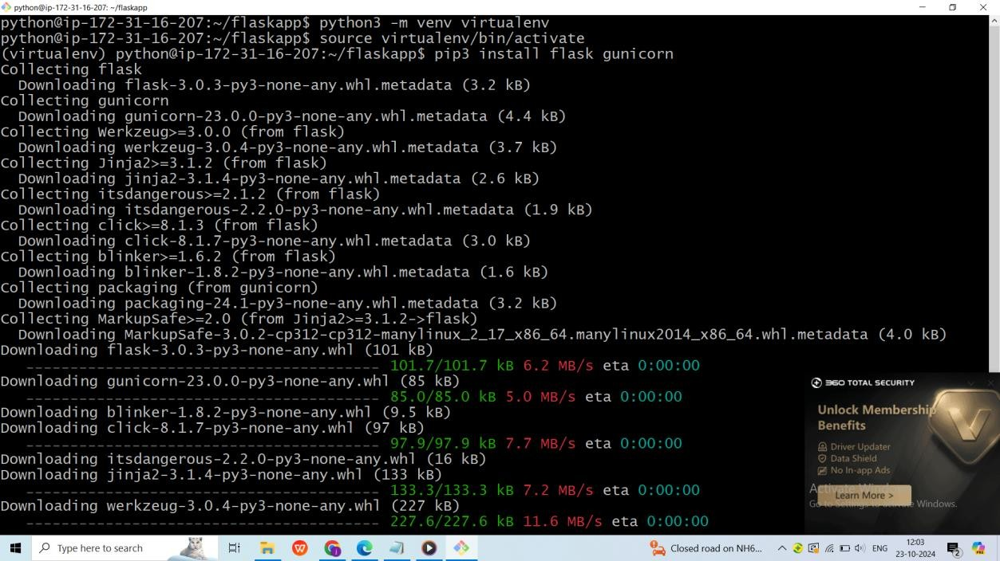 python@ip-172-31-16-207: ~/flaskapp
python@ip-172-31-16-207:~/flaskapp$ python3 -m venv virtualenv
python@ip-172-31-16-207:~/flaskapp$ source virtualenv/bin/activate
(virtualenv) python@ip-172-31-16-207:~/flaskapp$ pip3 install flask gunicorn
Collecting flask
  Downloading flask-3.0.3-py3-none-any.whl.metadata (3.2 kB)
Collecting gunicorn
  Downloading gunicorn-23.0.0-py3-none-any.whl.metadata (4.4 kB)
Collecting Werkzeug>=3.0.0 (from flask)
  Downloading werkzeug-3.0.4-py3-none-any.whl.metadata (3.7 kB)
Collecting Jinja2>=3.1.2 (from flask)
  Downloading jinja2-3.1.4-py3-none-any.whl.metadata (2.6 kB)
Collecting itsdangerous>=2.1.2 (from flask)
  Downloading itsdangerous-2.2.0-py3-none-any.whl.metadata (1.9 kB)
Collecting click>=8.1.3 (from flask)
  Downloading click-8.1.7-py3-none-any.whl.metadata (3.0 kB)
Collecting blinker>=1.6.2 (from flask)
  Downloading blinker-1.8.2-py3-none-any.whl.metadata (1.6 kB)
Collecting packaging (from gunicorn)
  Downloading packaging-24.1-py3-none-any.whl.metadata (3.2 kB)
Collecting MarkupSafe>=2.0 (from Jinja2>=3.1.2->flask)
  Downloading MarkupSafe-3.0.2-cp312-cp312-manylinux_2_17_x86_64.manylinux2014_x86_64.whl.metadata (4.0 kB)
Downloading flask-3.0.3-py3-none-any.whl (101 kB)
   ---------------------------------------- 101.7/101.7 kB 6.2 MB/s eta 0:00:00
Downloading gunicorn-23.0.0-py3-none-any.whl (85 kB)
   ---------------------------------------- 85.0/85.0 kB 5.0 MB/s eta 0:00:00
Downloading blinker-1.8.2-py3-none-any.whl (9.5 kB)
Downloading click-8.1.7-py3-none-any.whl (97 kB)
   ---------------------------------------- 97.9/97.9 kB 7.7 MB/s eta 0:00:00
Downloading itsdangerous-2.2.0-py3-none-any.whl (16 kB)
Downloading jinja2-3.1.4-py3-none-any.whl (133 kB)
   ---------------------------------------- 133.3/133.3 kB 7.2 MB/s eta 0:00:00
Downloading werkzeug-3.0.4-py3-none-any.whl (227 kB)
   ---------------------------------------- 227.6/227.6 kB 11.6 MB/s eta 0:00:00
360 TOTAL SECURITY
Unlock Membership
Benefits
Driver Updater
Data Shield
No In-app Ads
Learn More >
Activate
Go to Settings to activate Windows.
Type here to search
Closed road on NH6...
ENG
12:03
23-10-2024
2